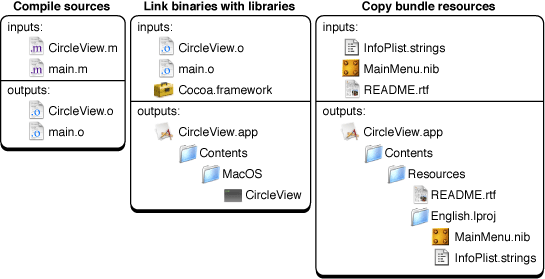 Compile sources
inputs:
CircleView.m
main.m
outputs:
CircleView.o
main.o
Link binaries with libraries
inputs:
CircleView.o
main.o
Cocoa.framework
outputs:
CircleView.app
Contents
MacOS
CircleView
Copy bundle resources
inputs:
InfoPlist.strings
MainMenu.nib
README.rtf
outputs:
CircleView.app
Contents
Resources
README.rtf
English.lproj
MainMenu.nib
InfoPlist.strings